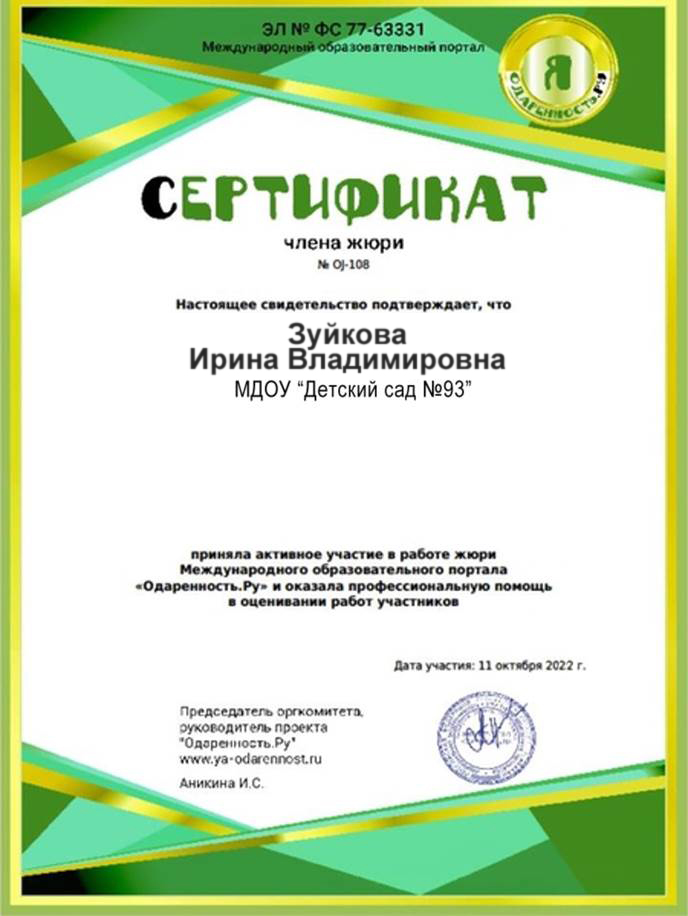 ЭЛ № ФС 77-63331
Международный образовательный портал
Я
ОДАРЕННОСТЬ.РУ
СЕРТИФИКАТ
члена жюри
№ OJ-108
Настоящее свидетельство подтверждает, что
Зуйкова
Ирина Владимировна
МДОУ “Детский сад №93”
приняла активное участие в работе жюри
Международного образовательного портала
«Одаренность.Ру» и оказала профессиональную помощь
в оценивании работ участников
Дата участия: 11 октября 2022 г.
Председатель оргкомитета,
руководитель проекта
"Одаренность.Ру"
www.ya-odarennost.ru
Аникина И.С.